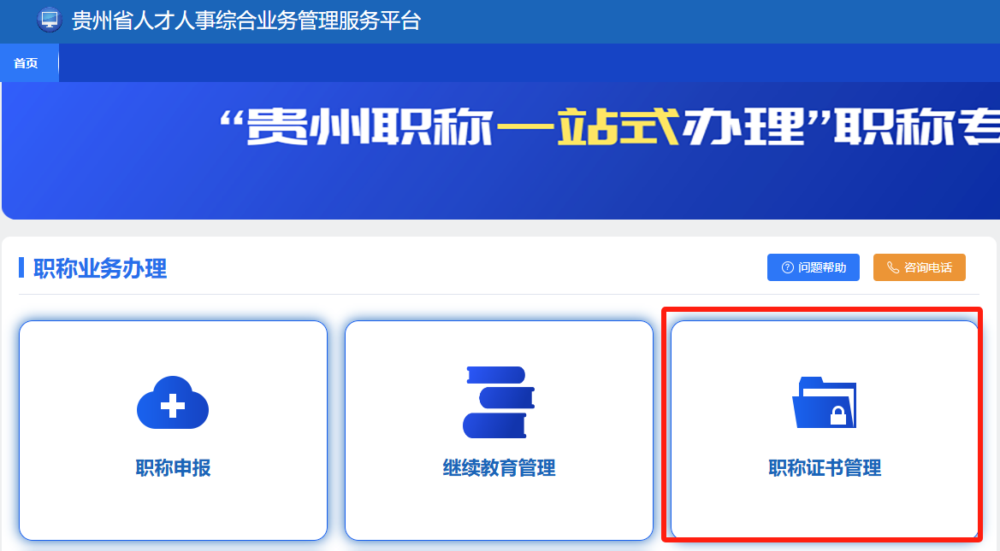 贵州省人才人事综合业务管理服务平台
首页
“贵州职称一站式办理”职称专
职称业务办理
问题帮助
咨询电话
职称申报
继续教育管理
职称证书管理